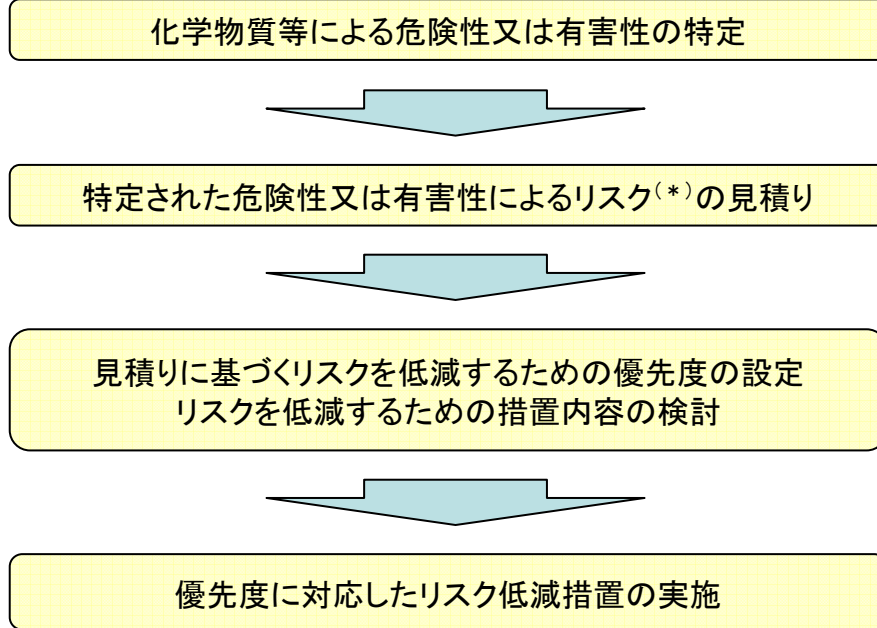 化学物質等による危険性又は有害性の特定
特定された危険性又は有害性によるリスク(*)の見積り
見積りに基づくリスクを低減するための優先度の設定
リスクを低減するための措置内容の検討
優先度に対応したリスク低減措置の実施